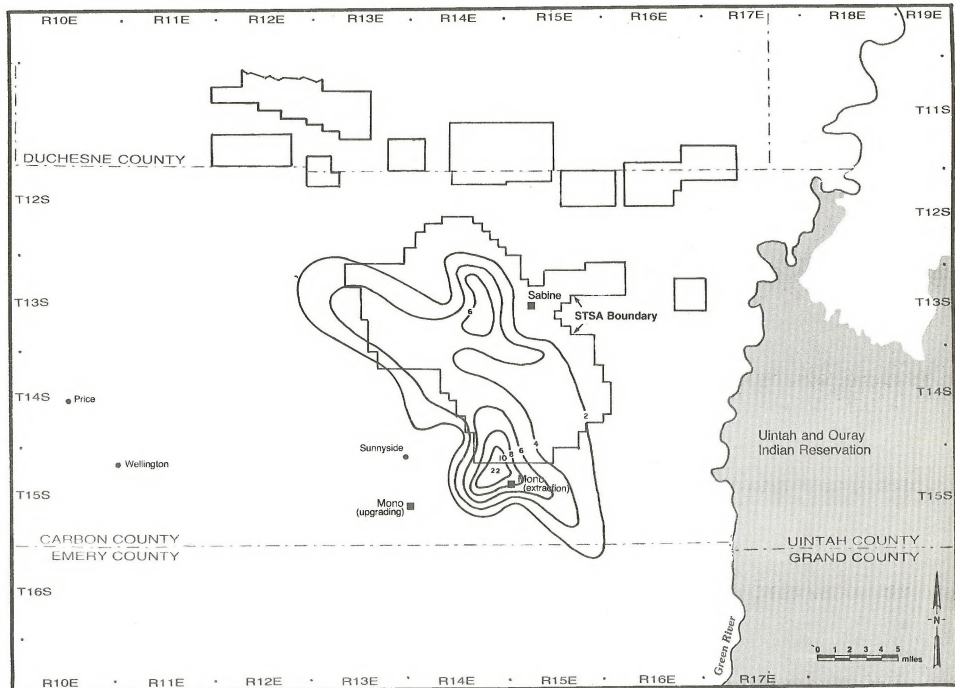 R10E R11E R12E R13E R14E R15E R16E R17E R18E R19E
T11S T11S
DUCHESNE COUNTY
T12S T12S
T13S T13S
6
Sabine
STSA Boundary
T14S T14S
Price
2
4
Uintah and Ouray
Indian Reservation
Sunnyside
Wellington
10 8 6
22
Mono
(extraction)
T15S T15S
Mono
(upgrading)
CARBON COUNTY UINTAH COUNTY
EMERY COUNTY GRAND COUNTY
T16S
N
Green River
0 1 2 3 4 5
miles
R10E R11E R12E R13E R14E R15E R16E R17E